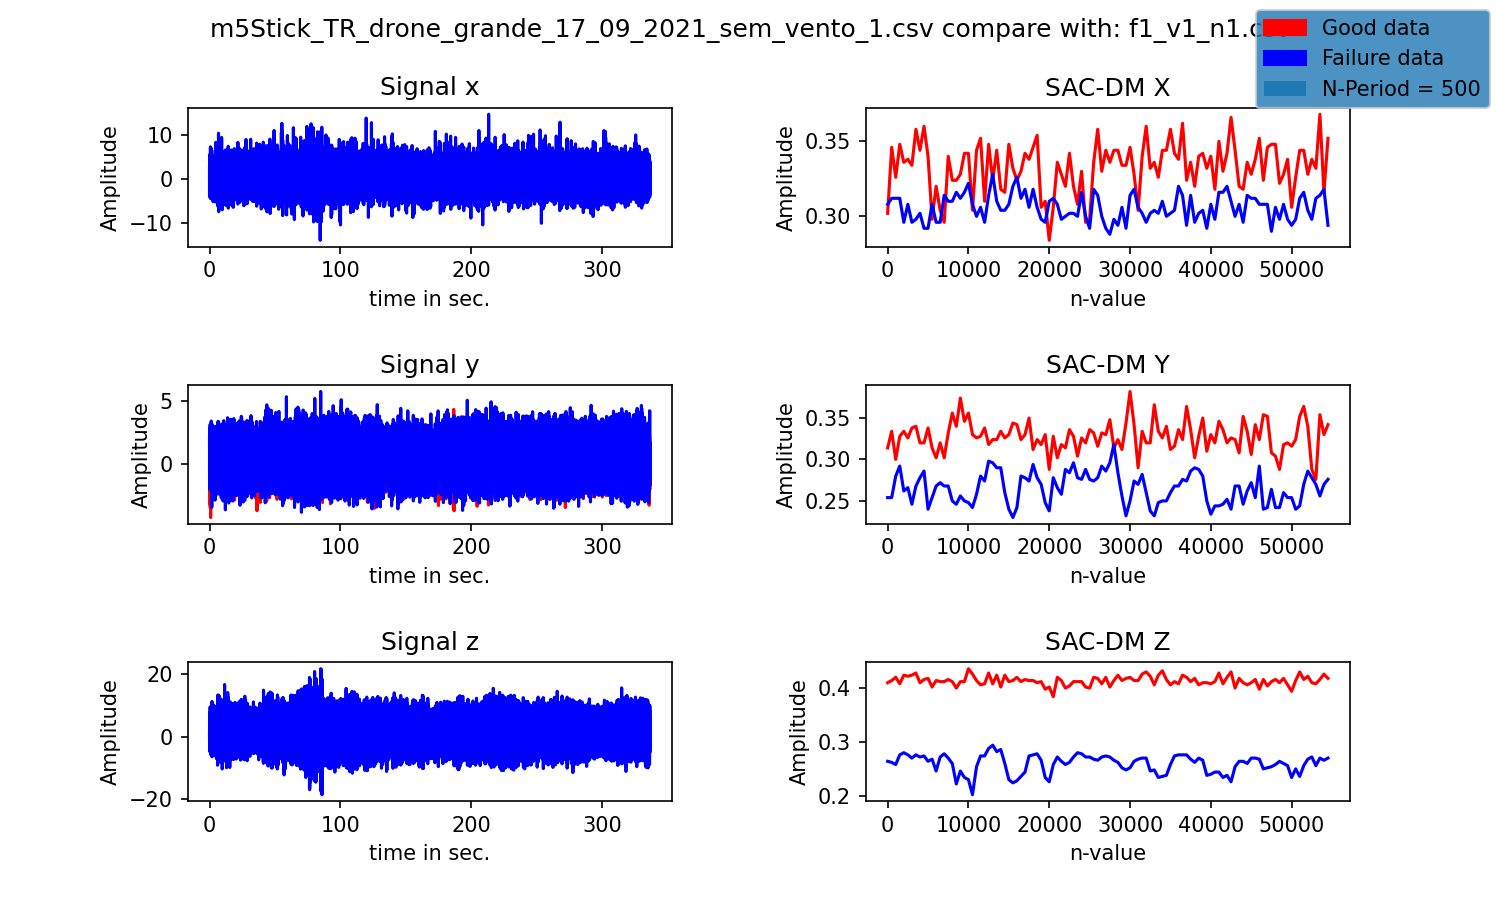 m5Stick_TR_drone_grande_17_09_2021_sem_vento_1.csv compare with: f1_v1_n1.csv
Good data
Failure data
N-Period = 500
Signal x
Amplitude
10
0
−10
0 100 200 300
time in sec.
SAC-DM X
Amplitude
0.35
0.30
0 10000 20000 30000 40000 50000
n-value
Signal y
Amplitude
5
0
0 100 200 300
time in sec.
SAC-DM Y
Amplitude
0.35
0.30
0.25
0 10000 20000 30000 40000 50000
n-value
Signal z
Amplitude
20
0
−20
0 100 200 300
time in sec.
SAC-DM Z
Amplitude
0.4
0.3
0.2
0 10000 20000 30000 40000 50000
n-value